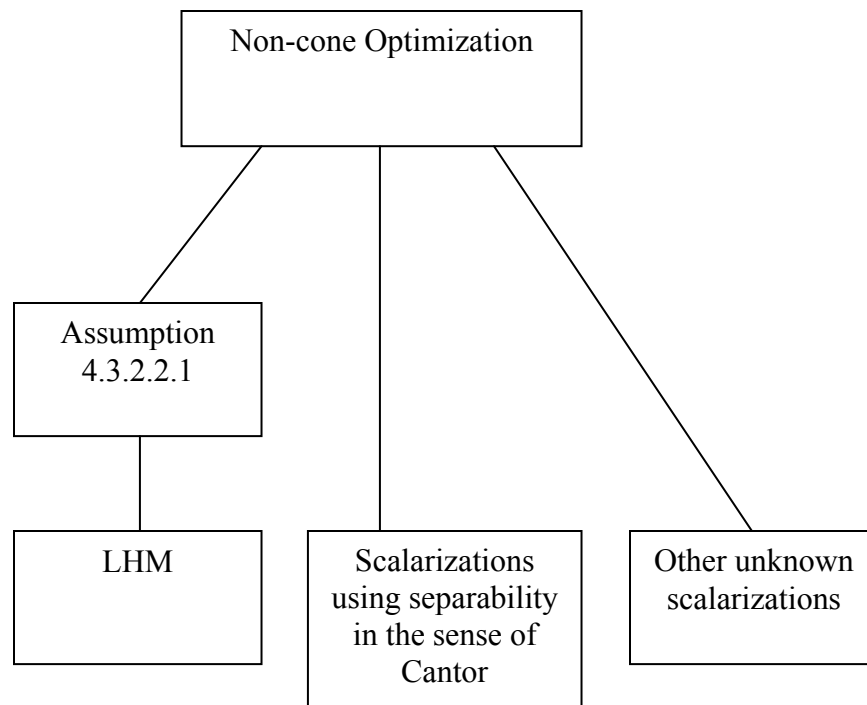 Non-cone Optimization
Assumption
4.3.2.2.1
LHM
Scalarizations
using separability
in the sense of
Cantor
Other unknown
scalarizations